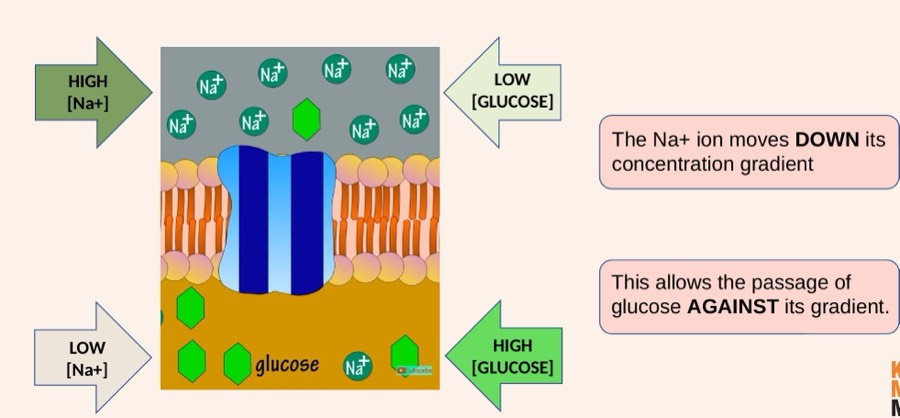 HIGH
[Na+]
LOW
[GLUCOSE]
Na+
Na+
Na+
Na+
Na+
Na+
Na+
Na+
The Na+ ion moves DOWN its
concentration gradient
This allows the passage of
glucose AGAINST its gradient.
LOW
[Na+]
glucose
Na+
HIGH
[GLUCOSE]
Subscribe
K
M
M